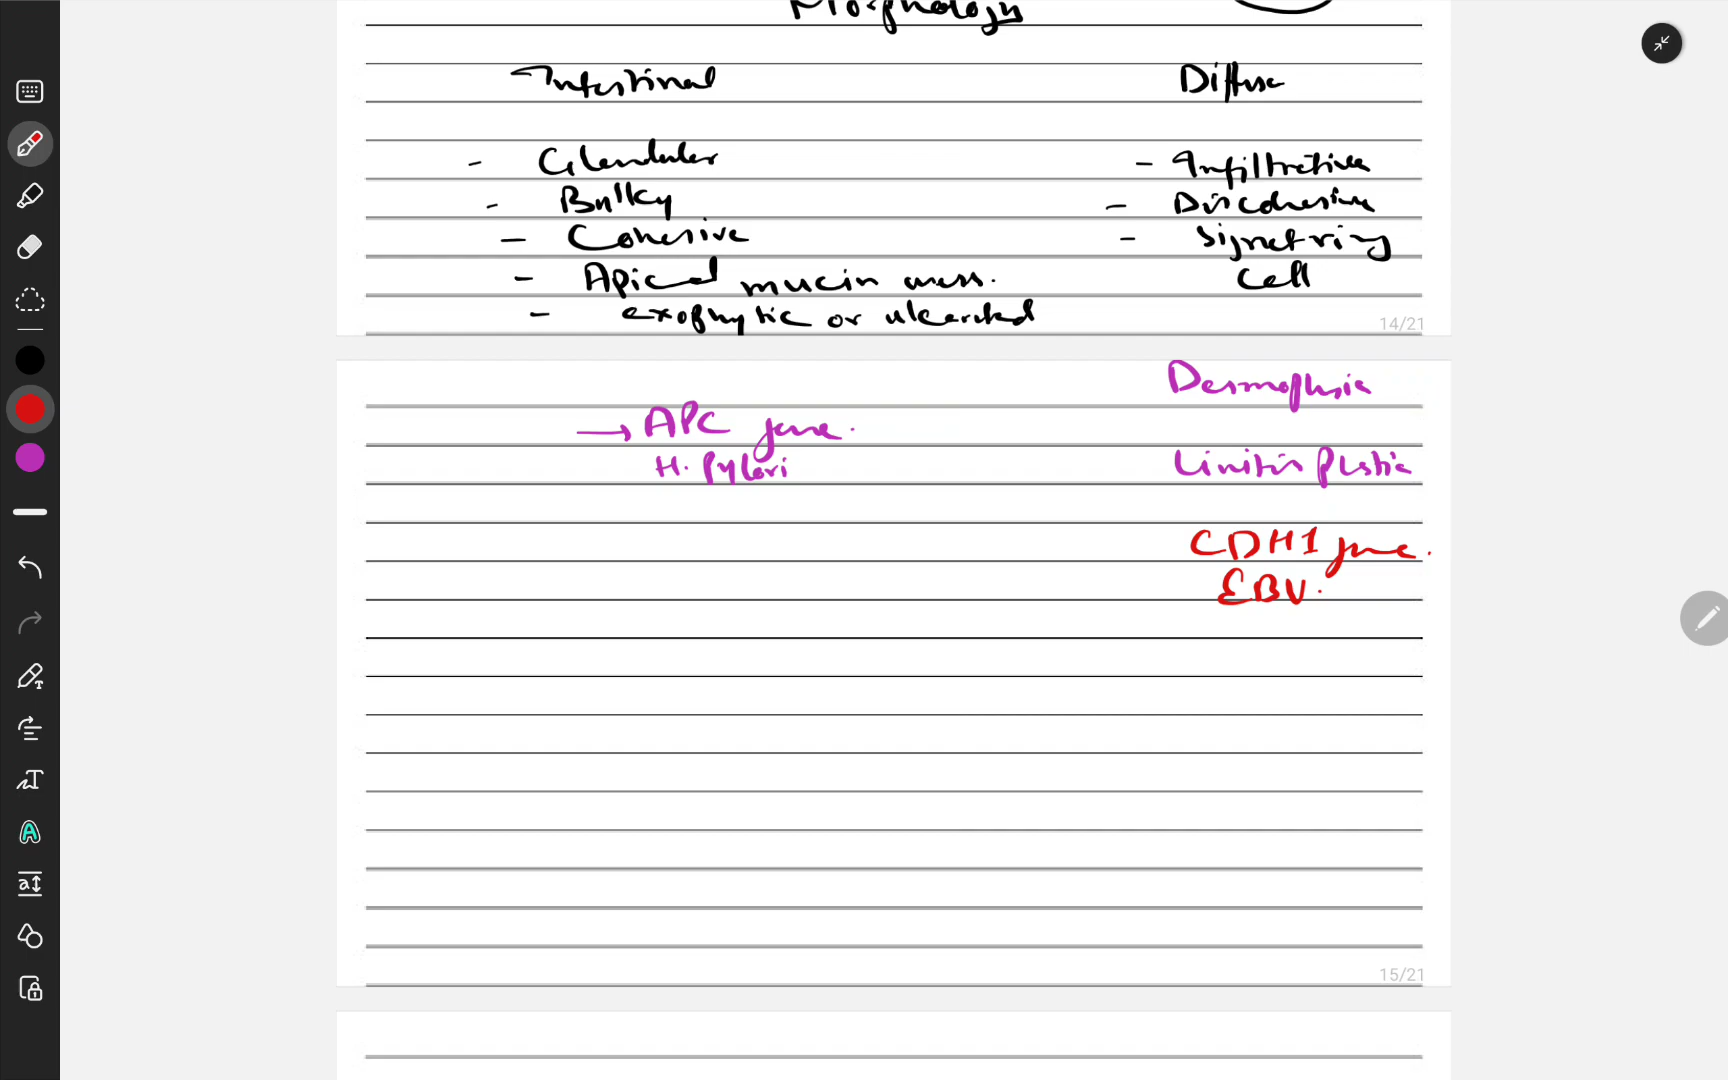 Morphology
Intestinal
Diffuse
- Glandular
- Bulky
- Cohesive
- Apical mucin
- exophytic or ulcerated
- Infiltrative
- Discohesive
- Signet ring
cell
14/21
→ APC gene.
H. Pylori
Desmoplasia
Linitis plastic
CDH1 gene.
EBV.
15/21